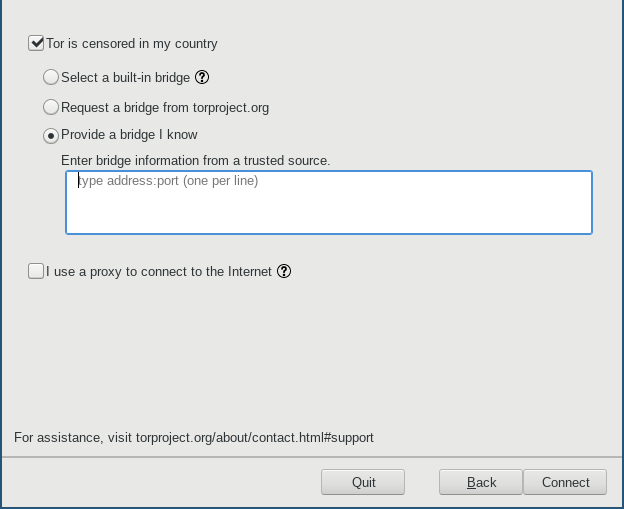 Tor is censored in my country
Select a built-in bridge ?
Request a bridge from torproject.org
Provide a bridge I know
Enter bridge information from a trusted source.
type address:port (one per line)
I use a proxy to connect to the Internet ?
For assistance, visit torproject.org/about/contact.html#support
Quit Back Connect